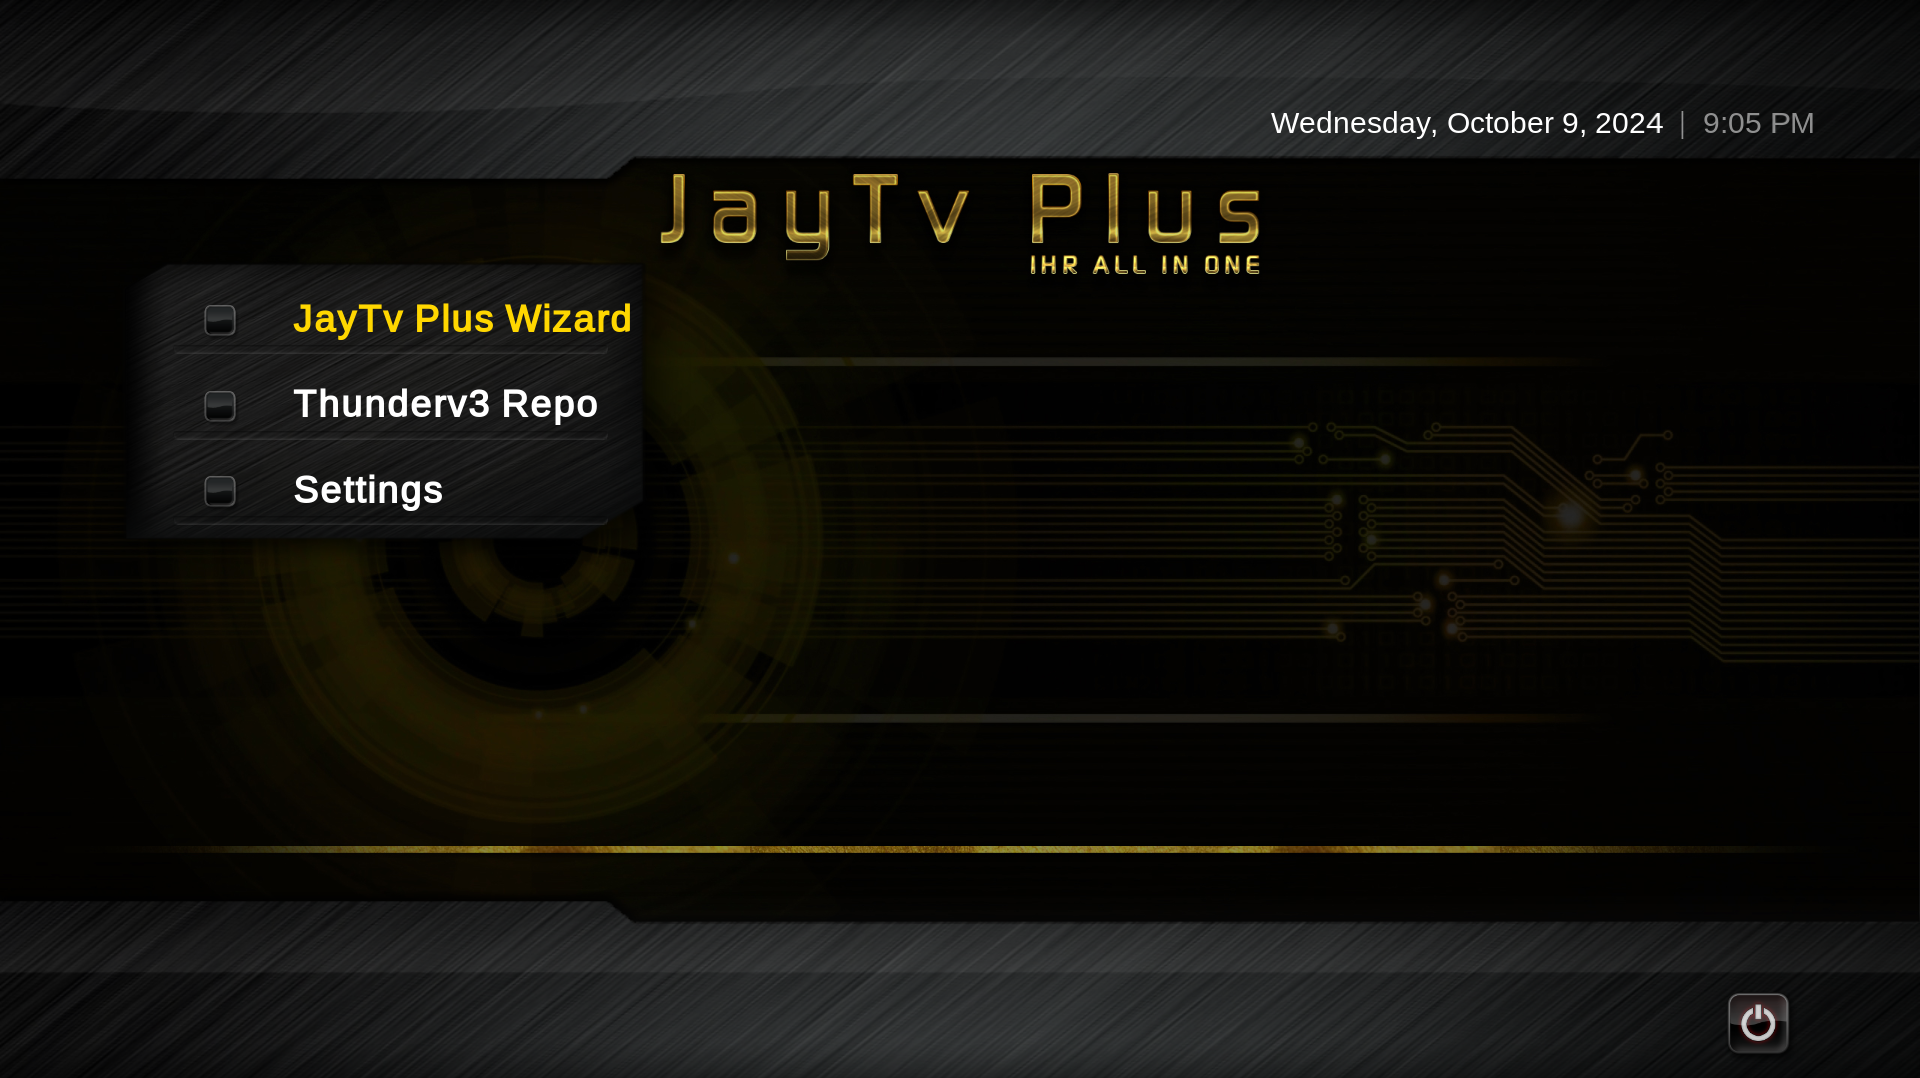 Wednesday, October 9, 2024 | 9:05 PM
JayTv Plus
IHR ALL IN ONE
JayTv Plus Wizard
Thunderv3 Repo
Settings